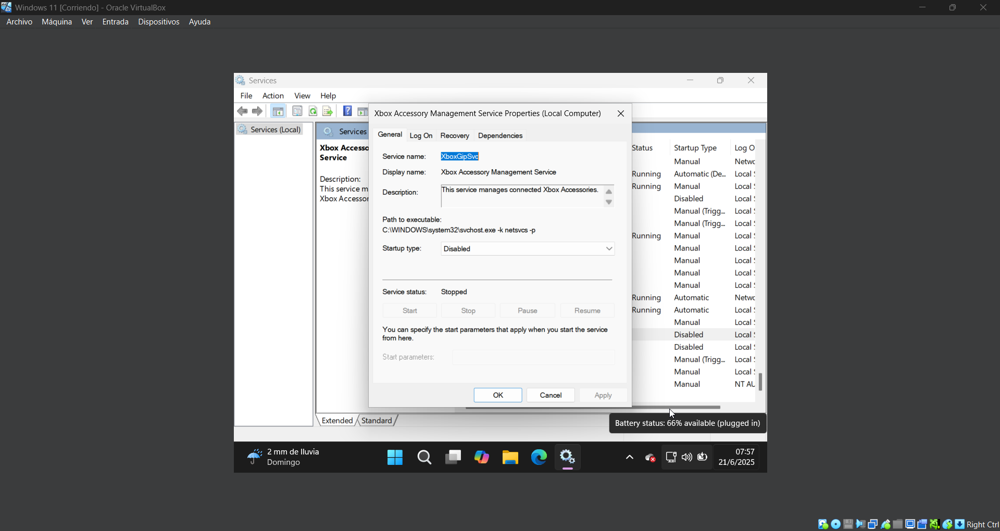 Windows 11 [Corriendo] - Oracle VirtualBox
Archivo Máquina Ver Entrada Dispositivos Ayuda
Services
File Action View Help
Services (Local)
Services
Xbox Accesso
Service
Description:
This service m
Xbox Accessor
Xbox Accessory Management Service Properties (Local Computer)
General Log On Recovery Dependencies
Service name: XboxGipSvc
Display name: Xbox Accessory Management Service
Description: This service manages connected Xbox Accessories.
Path to executable:
C:\WINDOWS\system32\svchost.exe -k netsvcs -p
Startup type: Disabled
Service status: Stopped
Start Stop Pause Resume
You can specify the start parameters that apply when you start the service
from here.
Start parameters:
OK Cancel Apply
Status Startup Type Log O
Manual Netwo
Running Automatic (De... Local S
Running Manual Local S
Disabled Local S
Manual (Trigg... Local S
Manual (Trigg... Local S
Running Manual Local S
Manual Local S
Manual Local S
Manual Local S
Manual Local S
Running Automatic Netwo
Running Automatic Local S
Manual Local S
Disabled Local S
Disabled Local S
Manual (Trigg... Local S
Manual Local S
Manual NT AU
Extended Standard
Battery status: 66% available (plugged in)
2 mm de lluvia
Domingo
07:57
21/6/2025
Right Ctrl